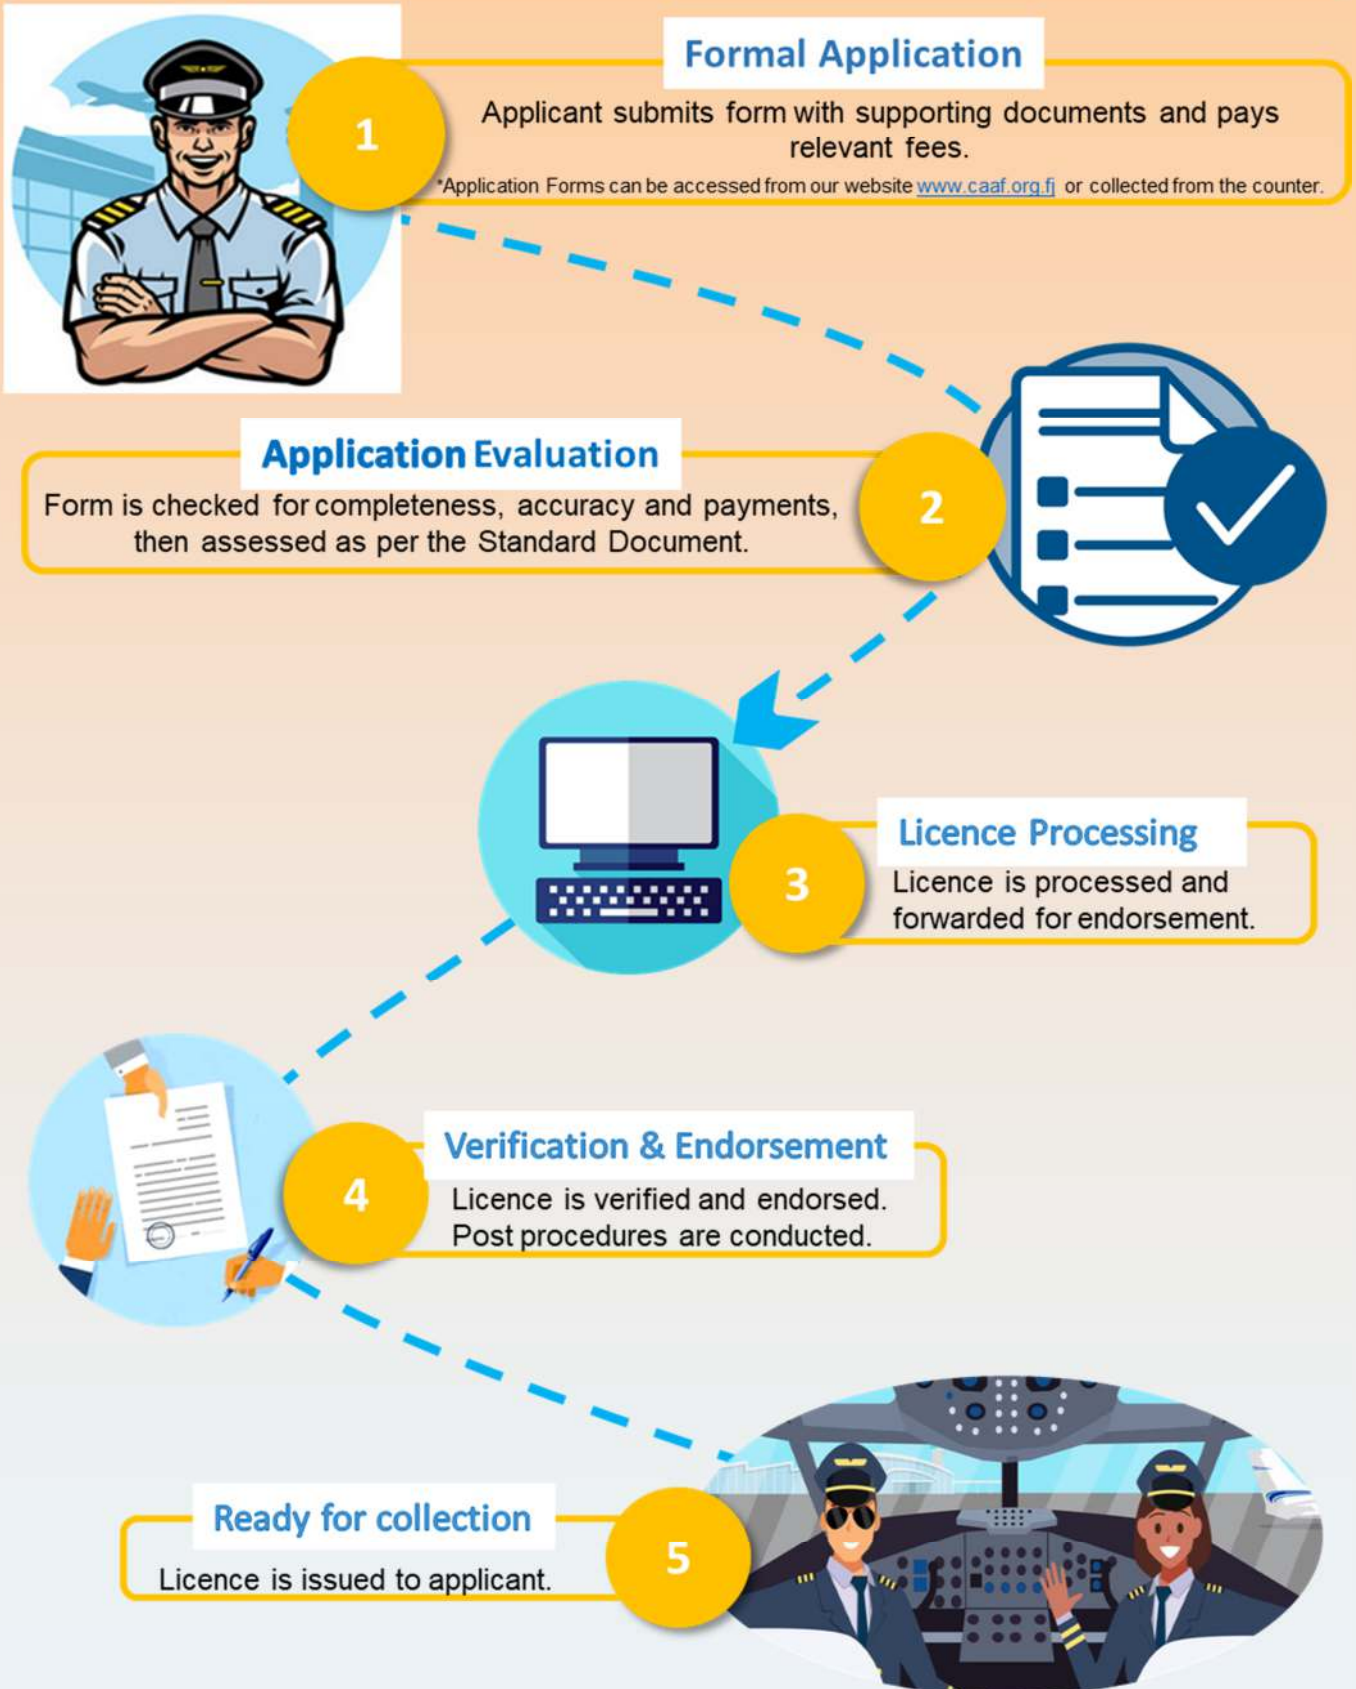 Formal Application
1
Applicant submits form with supporting documents and pays
relevant fees.
*Application Forms can be accessed from our website www.caaf.org.fj or collected from the counter.
Application Evaluation
2
Form is checked for completeness, accuracy and payments,
then assessed as per the Standard Document.
Licence Processing
3
Licence is processed and
forwarded for endorsement.
Verification & Endorsement
4
Licence is verified and endorsed.
Post procedures are conducted.
Ready for collection
5
Licence is issued to applicant.